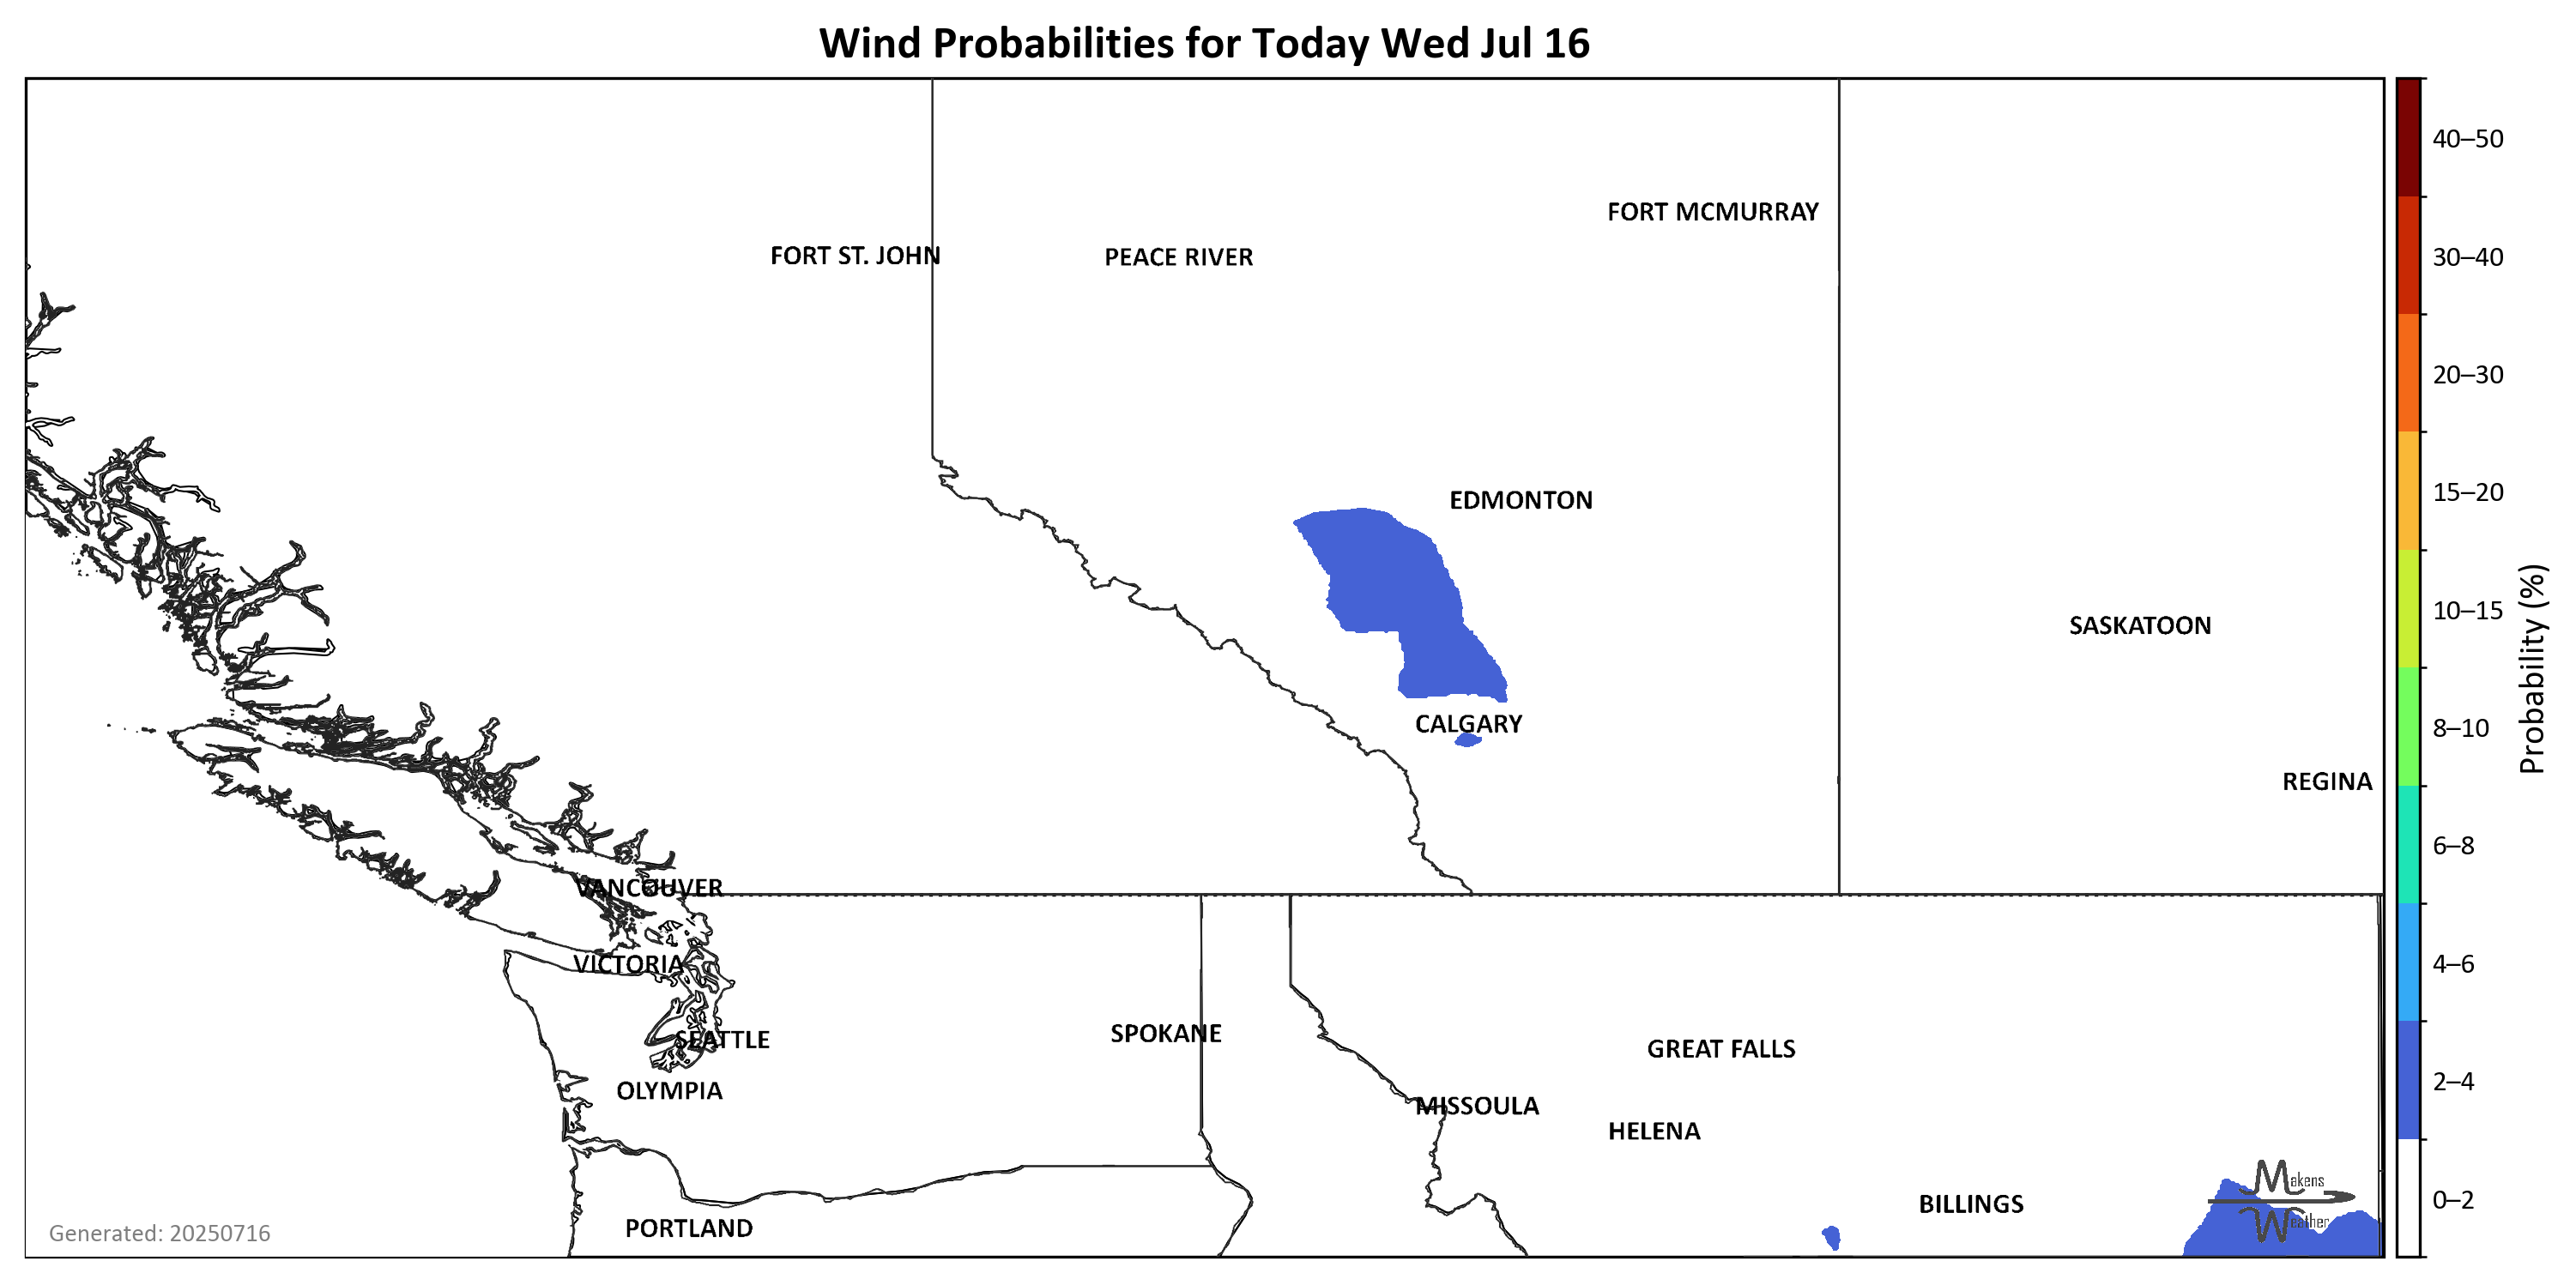 Wind Probabilities for Today Wed Jul 16
40–50
FORT MCMURRAY
FORT ST. JOHN
PEACE RIVER
30–40
20–30
EDMONTON
15–20
SASKATOON
10–15
CALGARY
8–10
Probability (%)
REGINA
6–8
VANCOUVER
VICTORIA
4–6
SEATTLE
SPOKANE
GREAT FALLS
OLYMPIA
2–4
MISSOULA
HELENA
Makens
Weather
BILLINGS
0–2
PORTLAND
Generated: 20250716